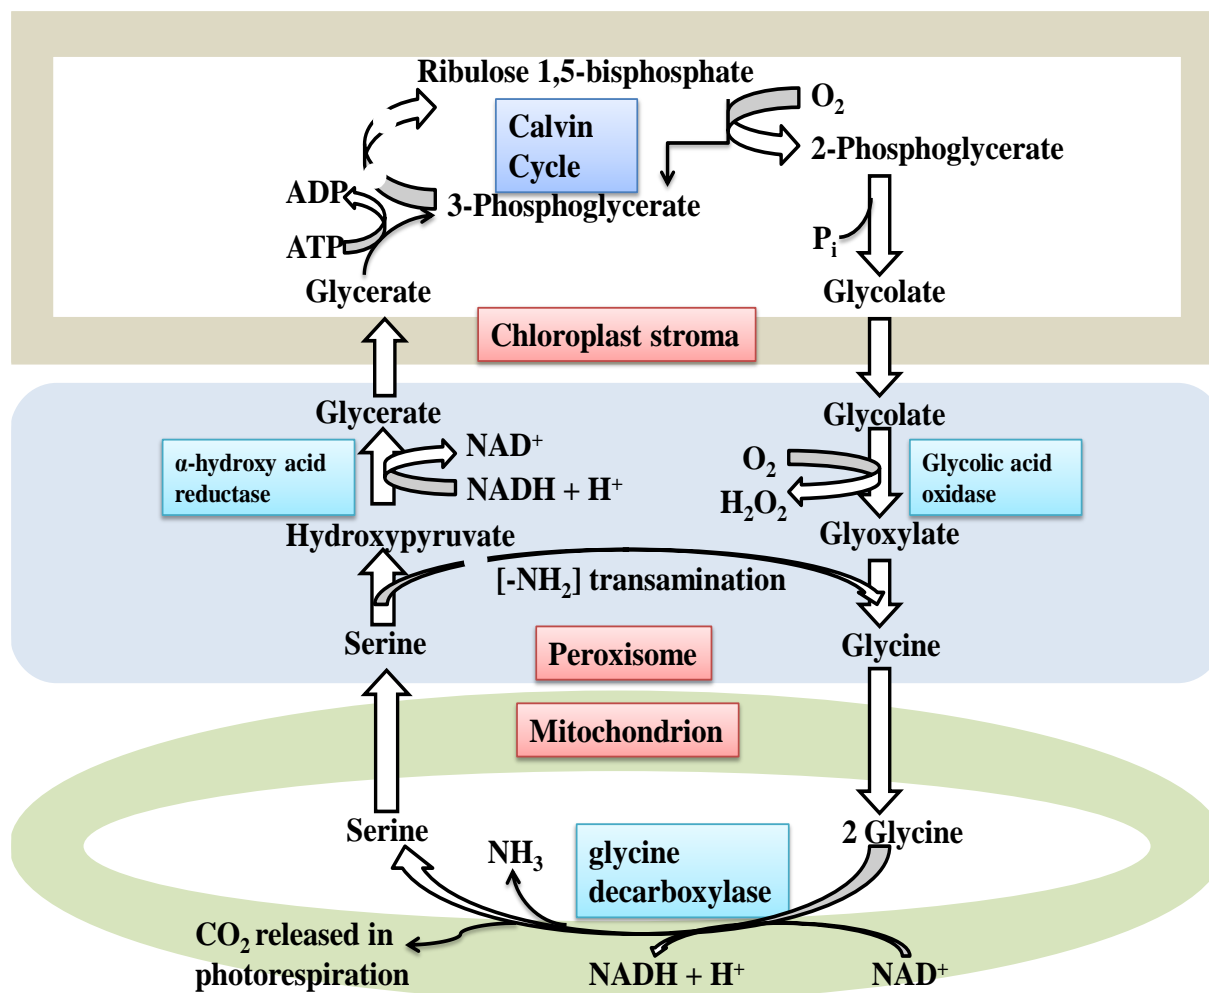 Ribulose 1,5-bisphosphate
O₂
Calvin
Cycle
2-Phosphoglycerate
ADP
3-Phosphoglycerate
ATP
Pᵢ
Glycerate
Glycolate
Chloroplast stroma
Glycerate
Glycolate
α-hydroxy acid
reductase
NAD⁺
NADH + H⁺
O₂
H₂O₂
Glycolic acid
oxidase
Hydroxypyruvate
Glyoxylate
[-NH₂] transamination
Serine
Glycine
Peroxisome
Mitochondrion
Serine
2 Glycine
NH₃
glycine
decarboxylase
CO₂ released in
photorespiration
NADH + H⁺
NAD⁺